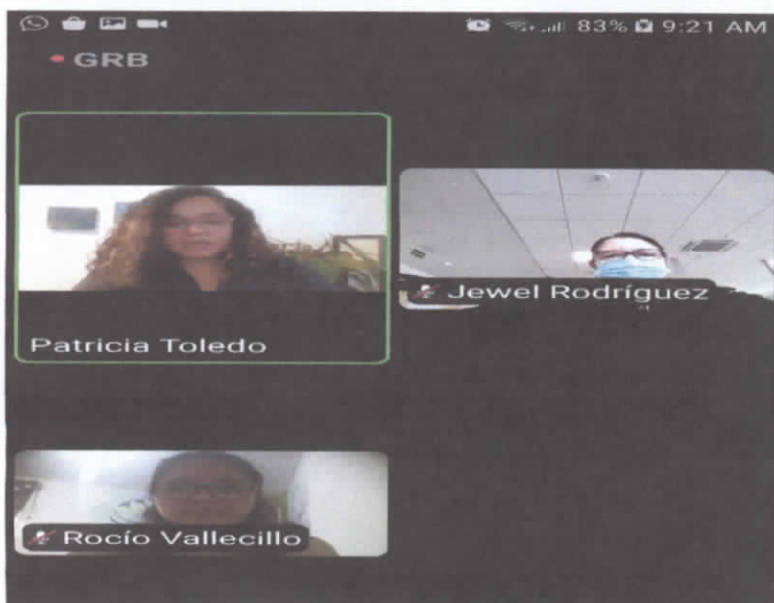 83% 9:21 AM
GRB
Patricia Toledo
Jewel Rodríguez
Rocío Vallecillo